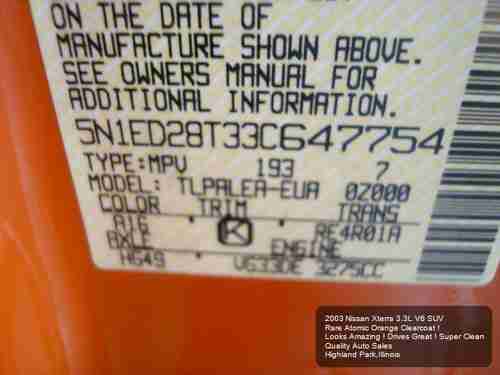 ON THE DATE OF
MANUFACTURE SHOWN ABOVE.
SEE OWNERS MANUAL FOR
ADDITIONAL INFORMATION.
5N1ED28T33C647754
TYPE:MPV 193 7
MODEL: TLPALEA-EUA 0Z000
COLOR TRIM TRANS
A16 K RE4R01A
AXLE ENGINE
HG49 VG33DE 3275CC
2003 Nissan Xterra 3.3L V6 SUV
Rare Atomic Orange Clearcoat !
Looks Amazing ! Drives Great ! Super Clean
Quality Auto Sales
Highland Park,Illinois